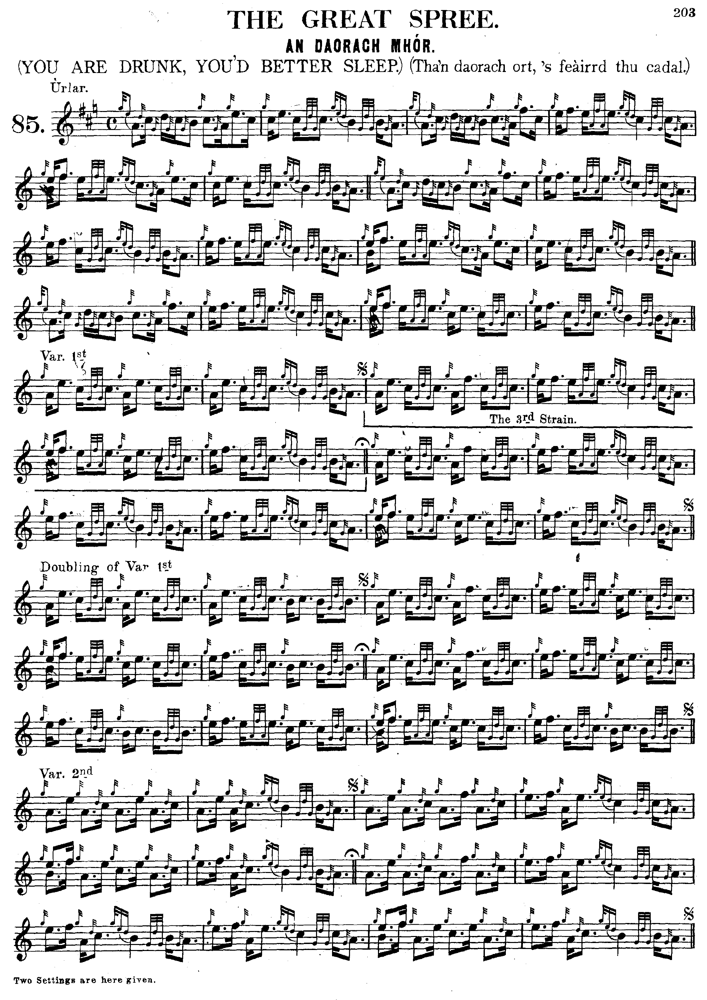 203
THE GREAT SPREE.
AN DAORACH MHÓR.
(YOU ARE DRUNK, YOU'D BETTER SLEEP.) (Tha'n daorach ort, 's feàirrd thu cadal.)
Ùrlar.
85.
Var. 1st
The 3rd Strain.
Doubling of Var 1st
Var. 2nd
Two Settings are here given.